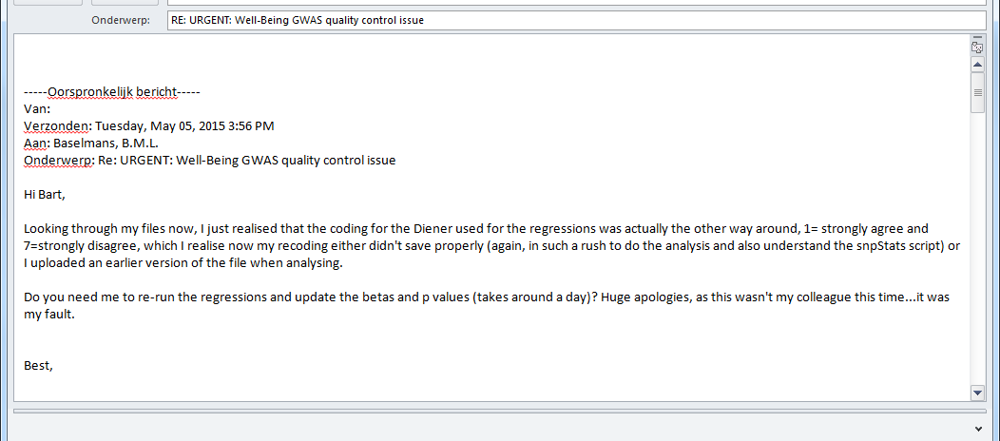 Onderwerp: RE: URGENT: Well-Being GWAS quality control issue
-----Oorspronkelijk bericht-----
Van:
Verzonden: Tuesday, May 05, 2015 3:56 PM
Aan: Baselmans, B.M.L.
Onderwerp: Re: URGENT: Well-Being GWAS quality control issue
Hi Bart,
Looking through my files now, I just realised that the coding for the Diener used for the regressions was actually the other way around, 1= strongly agree and
7=strongly disagree, which I realise now my recoding either didn't save properly (again, in such a rush to do the analysis and also understand the snpStats script) or
I uploaded an earlier version of the file when analysing.
Do you need me to re-run the regressions and update the betas and p values (takes around a day)? Huge apologies, as this wasn't my colleague this time...it was
my fault.
Best,